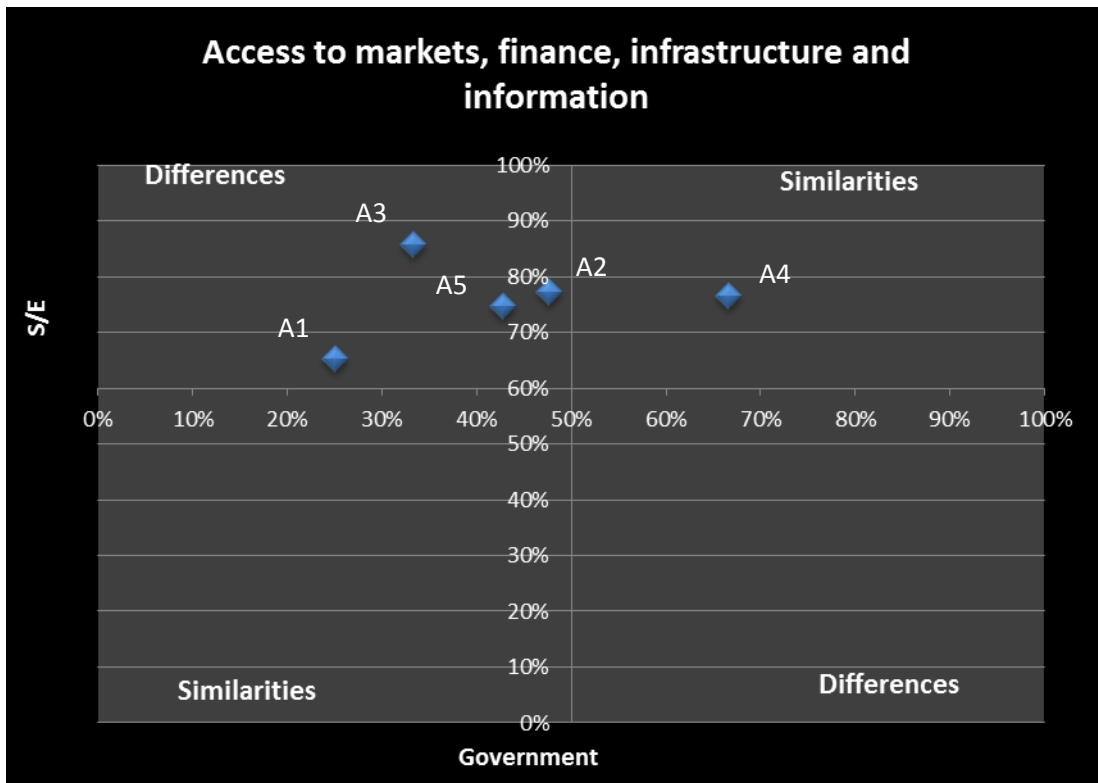 Access to markets, finance, infrastructure and
information
Differences
100%
Similarities
A3
90%
A5
80%
A2
A4
A1
70%
S/E
60%
0%
10%
20%
30%
40%
50%
60%
70%
80%
90%
100%
50%
40%
30%
20%
10%
Similarities
Differences
0%
Government